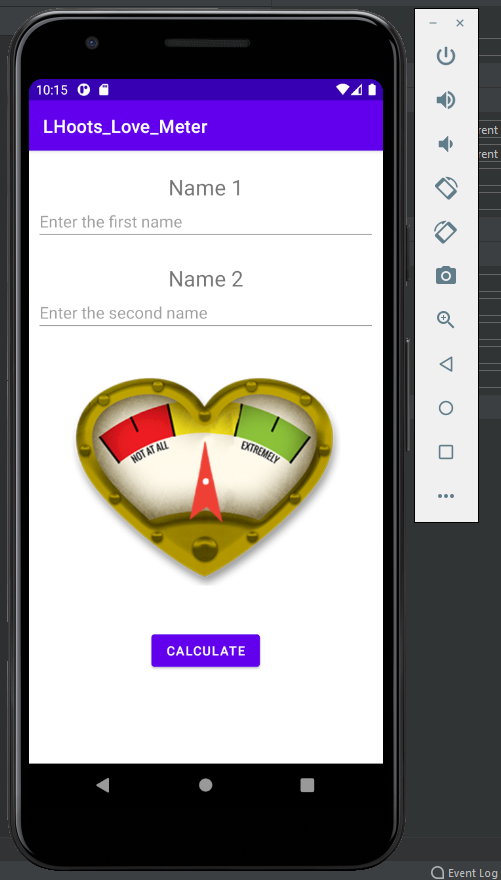 10:15
LHoots_Love_Meter
Name 1
Enter the first name
Name 2
Enter the second name
NOT AT ALL
EXTREMELY
CALCULATE
rent
rent
Event Log